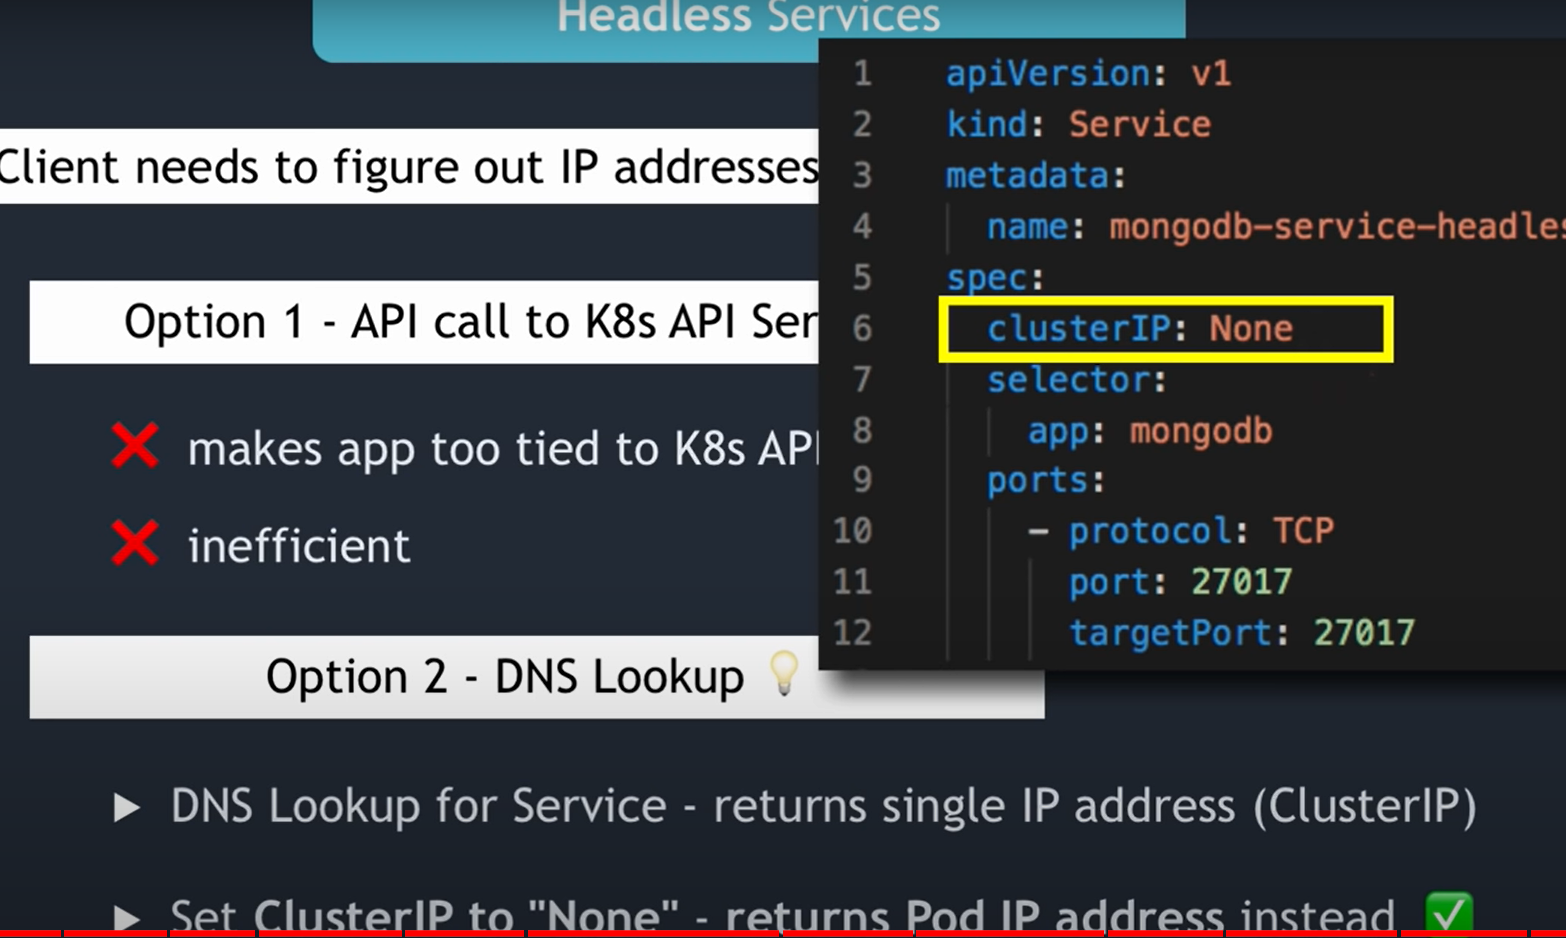 Headless Services
Client needs to figure out IP addresses
Option 1 - API call to K8s API Ser
❌ makes app too tied to K8s API
❌ inefficient
Option 2 - DNS Lookup 💡
▶ DNS Lookup for Service - returns single IP address (ClusterIP)
▶ Set ClusterIP to "None" - returns Pod IP address instead ✅
1 apiVersion: v1
2 kind: Service
3 metadata:
4 name: mongodb-service-headles
5 spec:
6 clusterIP: None
7 selector:
8 app: mongodb
9 ports:
10 - protocol: TCP
11 port: 27017
12 targetPort: 27017